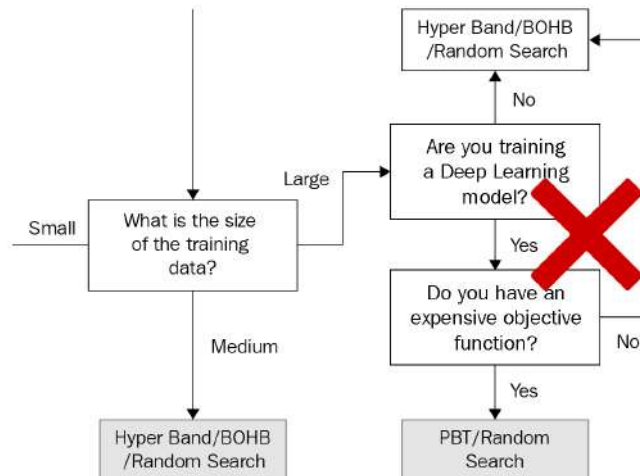 Hyper Band/BOHB
/Random Search
No
Are you training
a Deep Learning
model?
Large
Small
What is the size
of the training
data?
Yes
Do you have an
expensive objective
function?
No
Medium
Yes
Hyper Band/BOHB
/Random Search
PBT/Random
Search